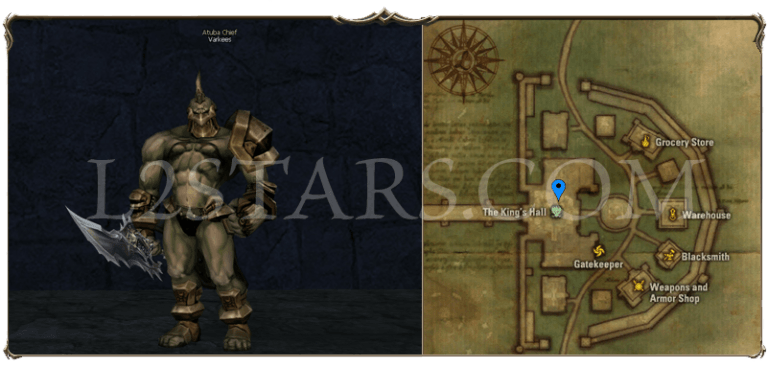 Atuba Chief
Varkees
L2STARS.COM
Grocery Store
The King's Hall
Warehouse
Gatekeeper
Blacksmith
Weapons and
Armor Shop